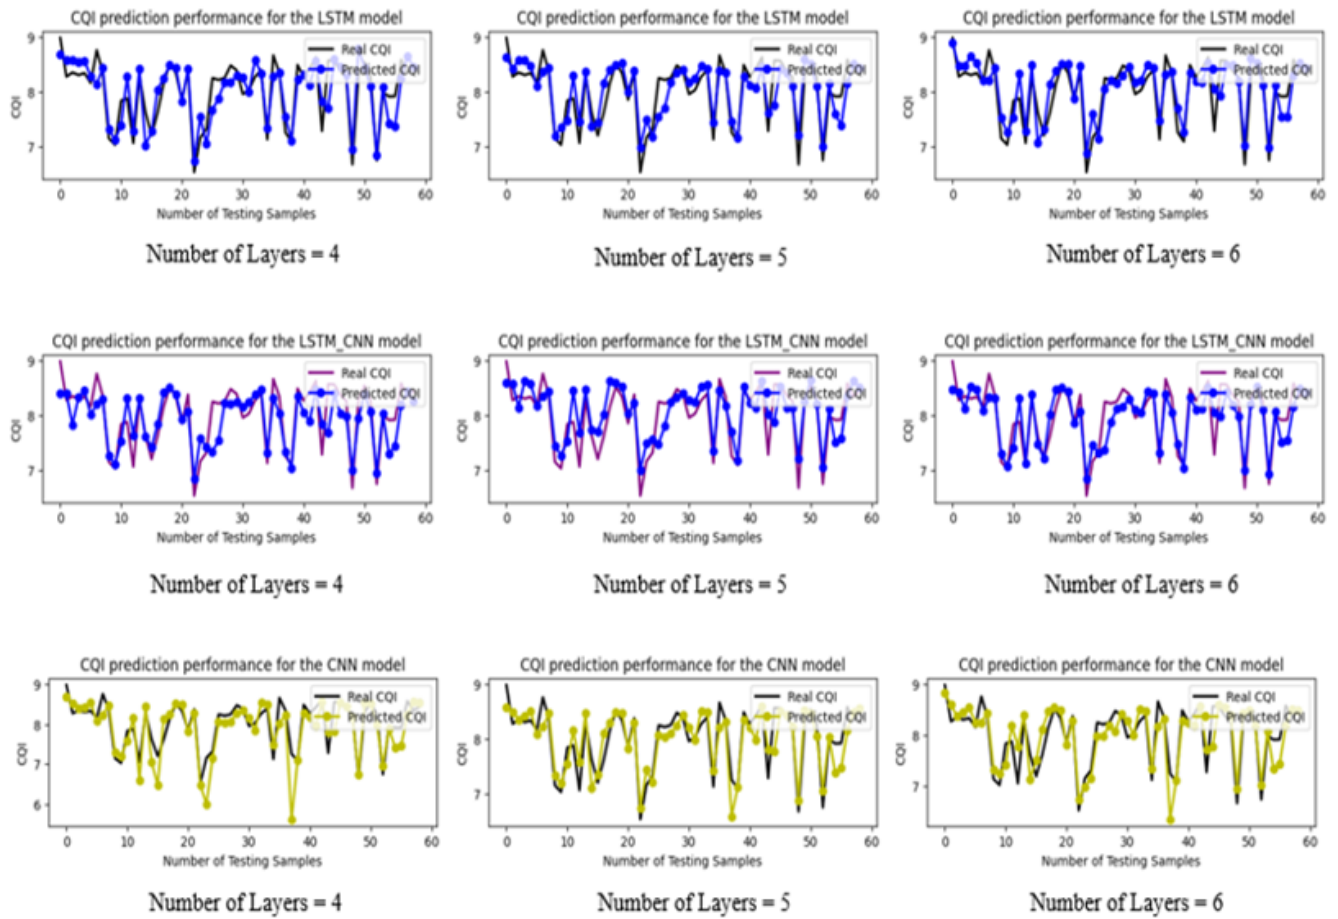 CQI prediction performance for the LSTM model
CQI prediction performance for the LSTM model
CQI prediction performance for the LSTM model
Real CQI
Predicted CQI
Real CQI
Predicted CQI
Real CQI
Predicted CQI
CQI
9
8
7
CQI
9
8
7
CQI
9
8
7
0 10 20 30 40 50 60
0 10 20 30 40 50 60
0 10 20 30 40 50 60
Number of Testing Samples
Number of Testing Samples
Number of Testing Samples
Number of Layers = 4
Number of Layers = 5
Number of Layers = 6
CQI prediction performance for the LSTM_CNN model
CQI prediction performance for the LSTM_CNN model
CQI prediction performance for the LSTM_CNN model
Real CQI
Predicted CQI
Real CQI
Predicted CQI
Real CQI
Predicted CQI
CQI
9
8
7
CQI
9
8
7
CQI
9
8
7
0 10 20 30 40 50 60
0 10 20 30 40 50 60
0 10 20 30 40 50 60
Number of Testing Samples
Number of Testing Samples
Number of Testing Samples
Number of Layers = 4
Number of Layers = 5
Number of Layers = 6
CQI prediction performance for the CNN model
CQI prediction performance for the CNN model
CQI prediction performance for the CNN model
Real CQI
Predicted CQI
Real CQI
Predicted CQI
Real CQI
Predicted CQI
CQI
9
8
7
6
CQI
9
8
7
CQI
9
8
7
0 10 20 30 40 50 60
0 10 20 30 40 50 60
0 10 20 30 40 50 60
Number of Testing Samples
Number of Testing Samples
Number of Testing Samples
Number of Layers = 4
Number of Layers = 5
Number of Layers = 6